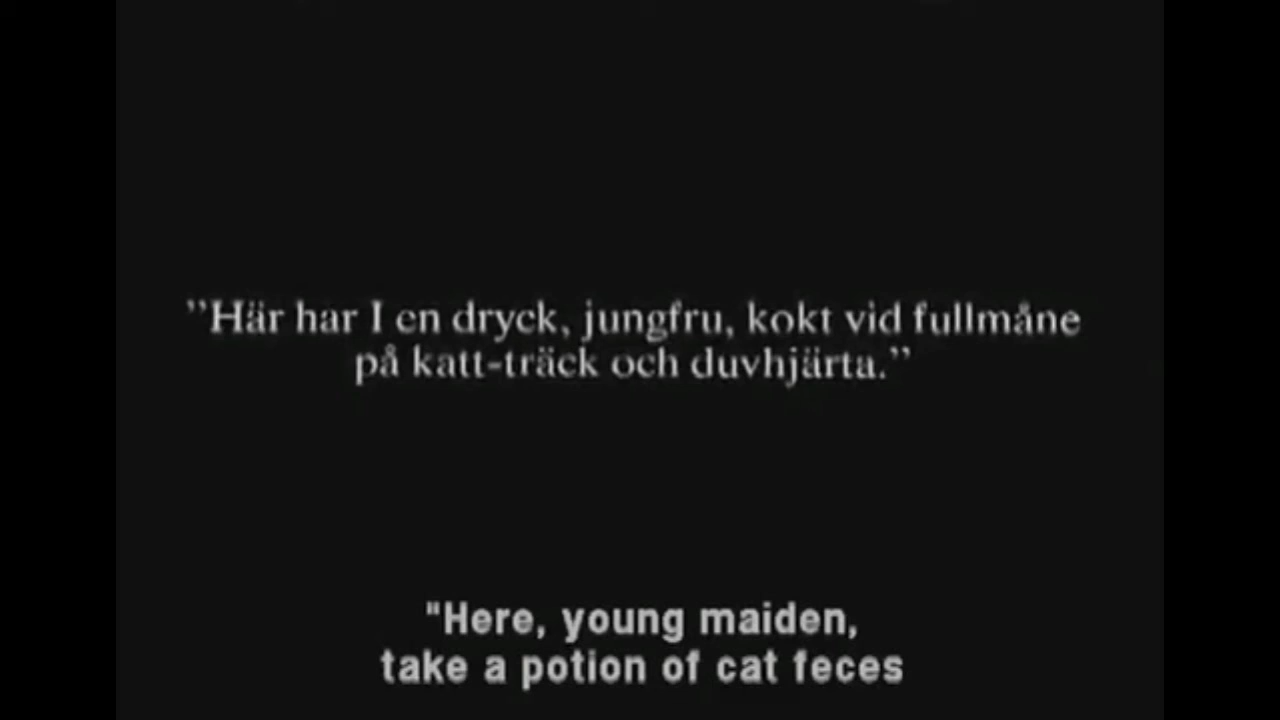 ”Här har I en dryck, jungfru, kokt vid fullmåne
på katt-träck och duvhjärta.”
"Here, young maiden,
take a potion of cat feces